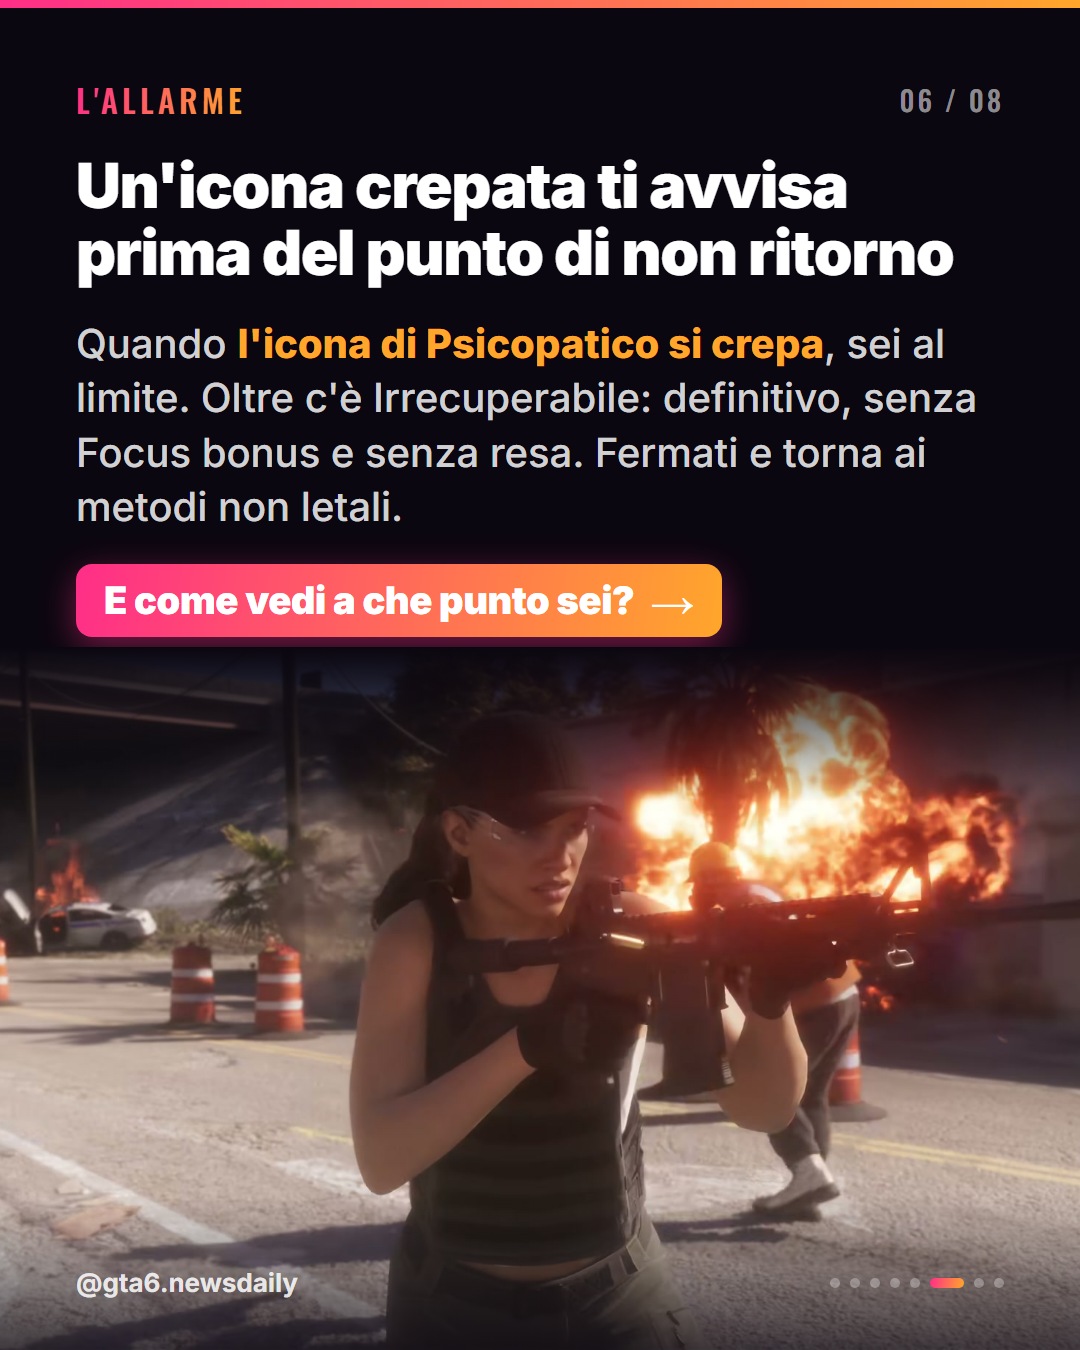 L'ALLARME
06 / 08
Un'icona crepata ti avvisa
prima del punto di non ritorno
Quando l'icona di Psicopatico si crepa, sei al
limite. Oltre c'è Irrecuperabile: definitivo, senza
Focus bonus e senza resa. Fermati e torna ai
metodi non letali.
E come vedi a che punto sei? →
@gta6.newsdaily